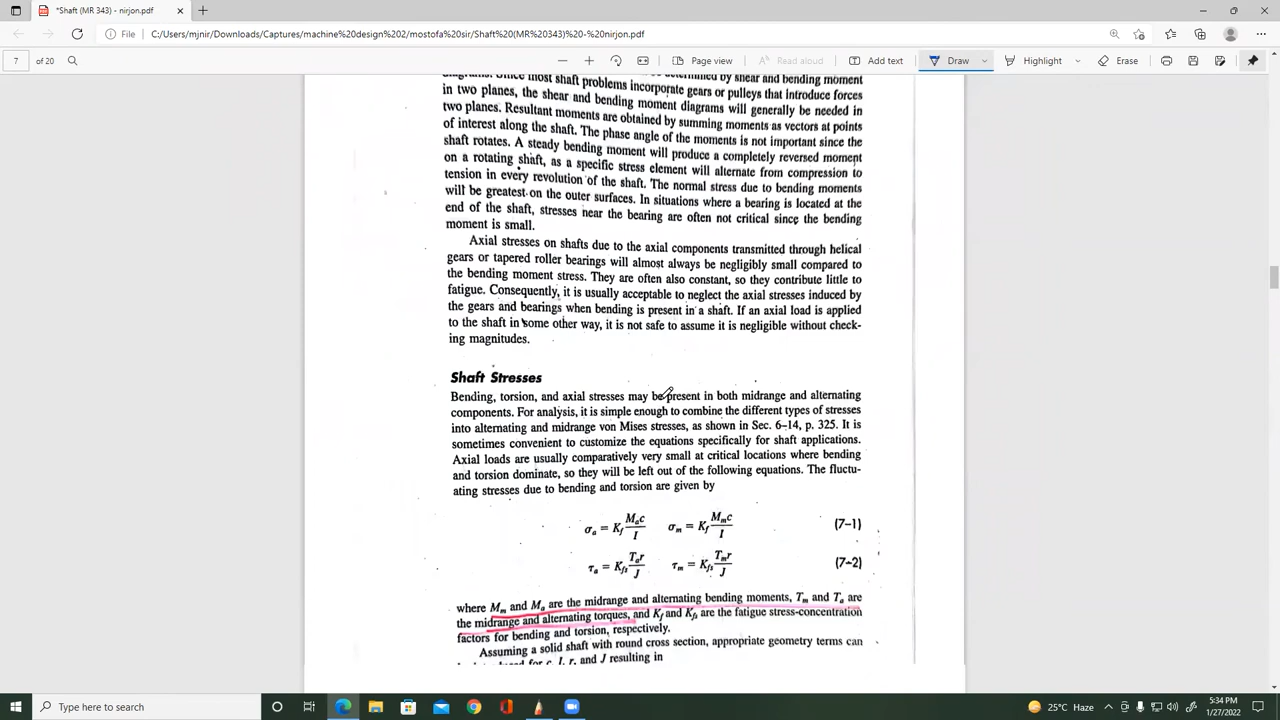 *Shaft (MR 343) - nirjon.pdf
File
C:/Users/mjnir/Downloads/Captures/machine%20design%202/mostofa%20sir/Shaft%20(MR%20343)%20-%20nirjon.pdf
7 of 20
Page view
Read aloud
Add text
Draw
Highlight
Erase
determined by shear and bending moment
diagrams. Since most shaft problems incorporate gears or pulleys that introduce forces
in two planes, the shear and bending moment diagrams will generally be needed in
two planes. Resultant moments are obtained by summing moments as vectors at points
of interest along the shaft. The phase angle of the moments is not important since the
shaft rotates. A steady bending moment will produce a completely reversed moment
on a rotating shaft, as a specific stress element will alternate from compression to
tension in every revolution of the shaft. The normal stress due to bending moments
will be greatest on the outer surfaces. In situations where a bearing is located at the
end of the shaft, stresses near the bearing are often not critical since the bending
moment is small.
Axial stresses on shafts due to the axial components transmitted through helical
gears or tapered roller bearings will almost always be negligibly small compared to
the bending moment stress. They are often also constant, so they contribute little to
fatigue. Consequently, it is usually acceptable to neglect the axial stresses induced by
the gears and bearings when bending is present in a shaft. If an axial load is applied
to the shaft in some other way, it is not safe to assume it is negligible without check-
ing magnitudes.
Shaft Stresses
Bending, torsion, and axial stresses may be present in both midrange and alternating
components. For analysis, it is simple enough to combine the different types of stresses
into alternating and midrange von Mises stresses, as shown in Sec. 6–14, p. 325. It is
sometimes convenient to customize the equations specifically for shaft applications.
Axial loads are usually comparatively very small at critical locations where bending
and torsion dominate, so they will be left out of the following equations. The fluctu-
ating stresses due to bending and torsion are given by
σa = Kf Mac/I σm = Kf Mmc/I (7–1)
τa = Kfs Tar/J τm = Kfs Tmr/J (7–2)
where Mm and Ma are the midrange and alternating bending moments, Tm and Ta are
the midrange and alternating torques, and Kf and Kfs are the fatigue stress-concentration
factors for bending and torsion, respectively.
Assuming a solid shaft with round cross section, appropriate geometry terms can
for c, I, r, and J resulting in
Type here to search
25°C Haze
5:34 PM
1/27/2022